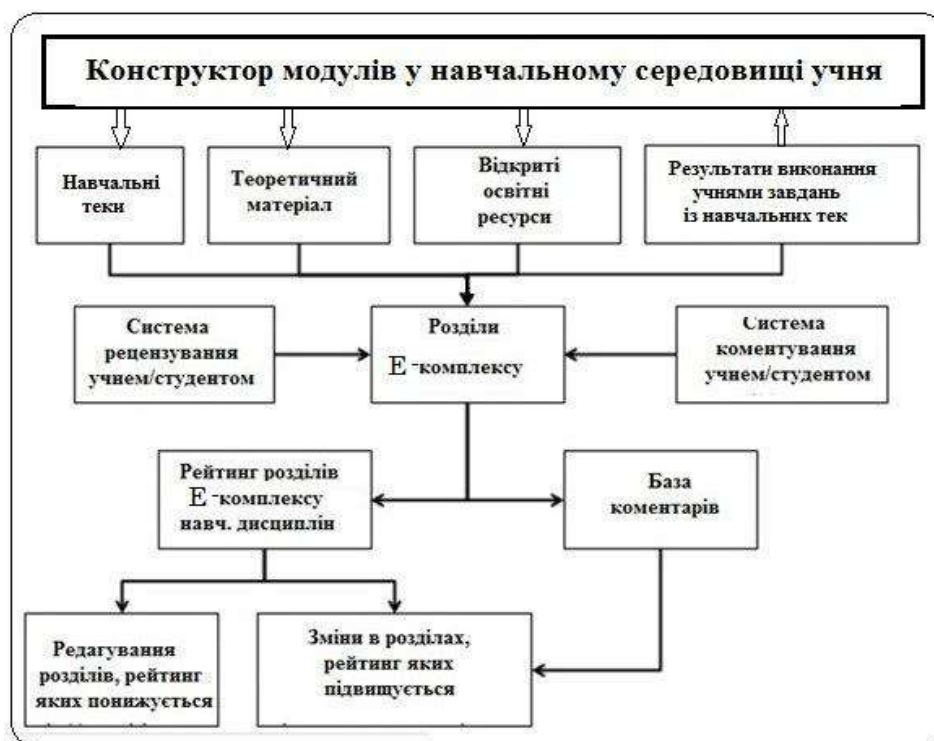 Конструктор модулів у навчальному середовищі учня
Навчальні
теки
Теоретичний
матеріал
Відкриті
освітні
ресурси
Результати виконання
учнями завдань
із навчальних тек
Система
рецензування
учнем/студентом
Розділи
Е-комплексу
Система
коментування
учнем/студентом
Рейтинг розділів
Е-комплексу
навч. дисциплін
База
коментарів
Редагування
розділів, рейтинг
яких понижується
Зміни в розділах,
рейтинг яких
підвищується